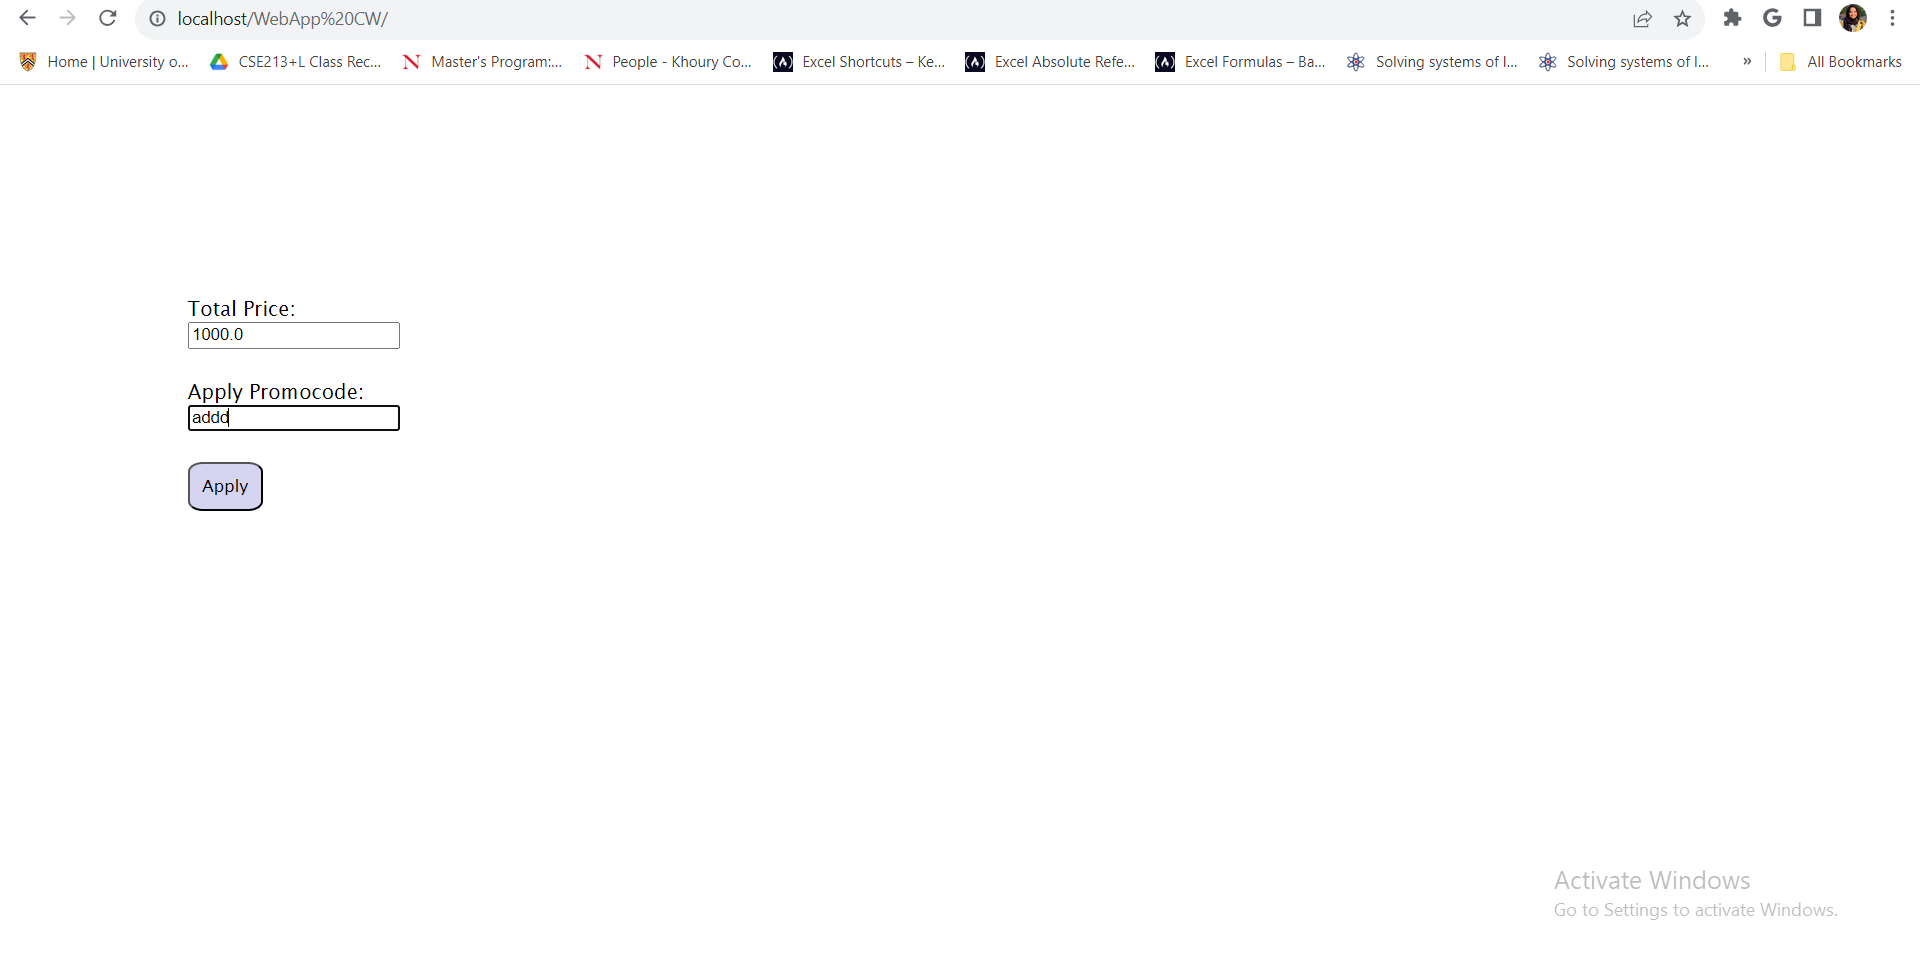 localhost/WebApp%20CW/
Home | University o...
CSE213+L Class Rec...
Master's Program:...
People - Khoury Co...
Excel Shortcuts – Ke...
Excel Absolute Refe...
Excel Formulas – Ba...
Solving systems of l...
Solving systems of l...
»
All Bookmarks
Total Price:
1000.0
Apply Promocode:
addd
Apply
Activate Windows
Go to Settings to activate Windows.